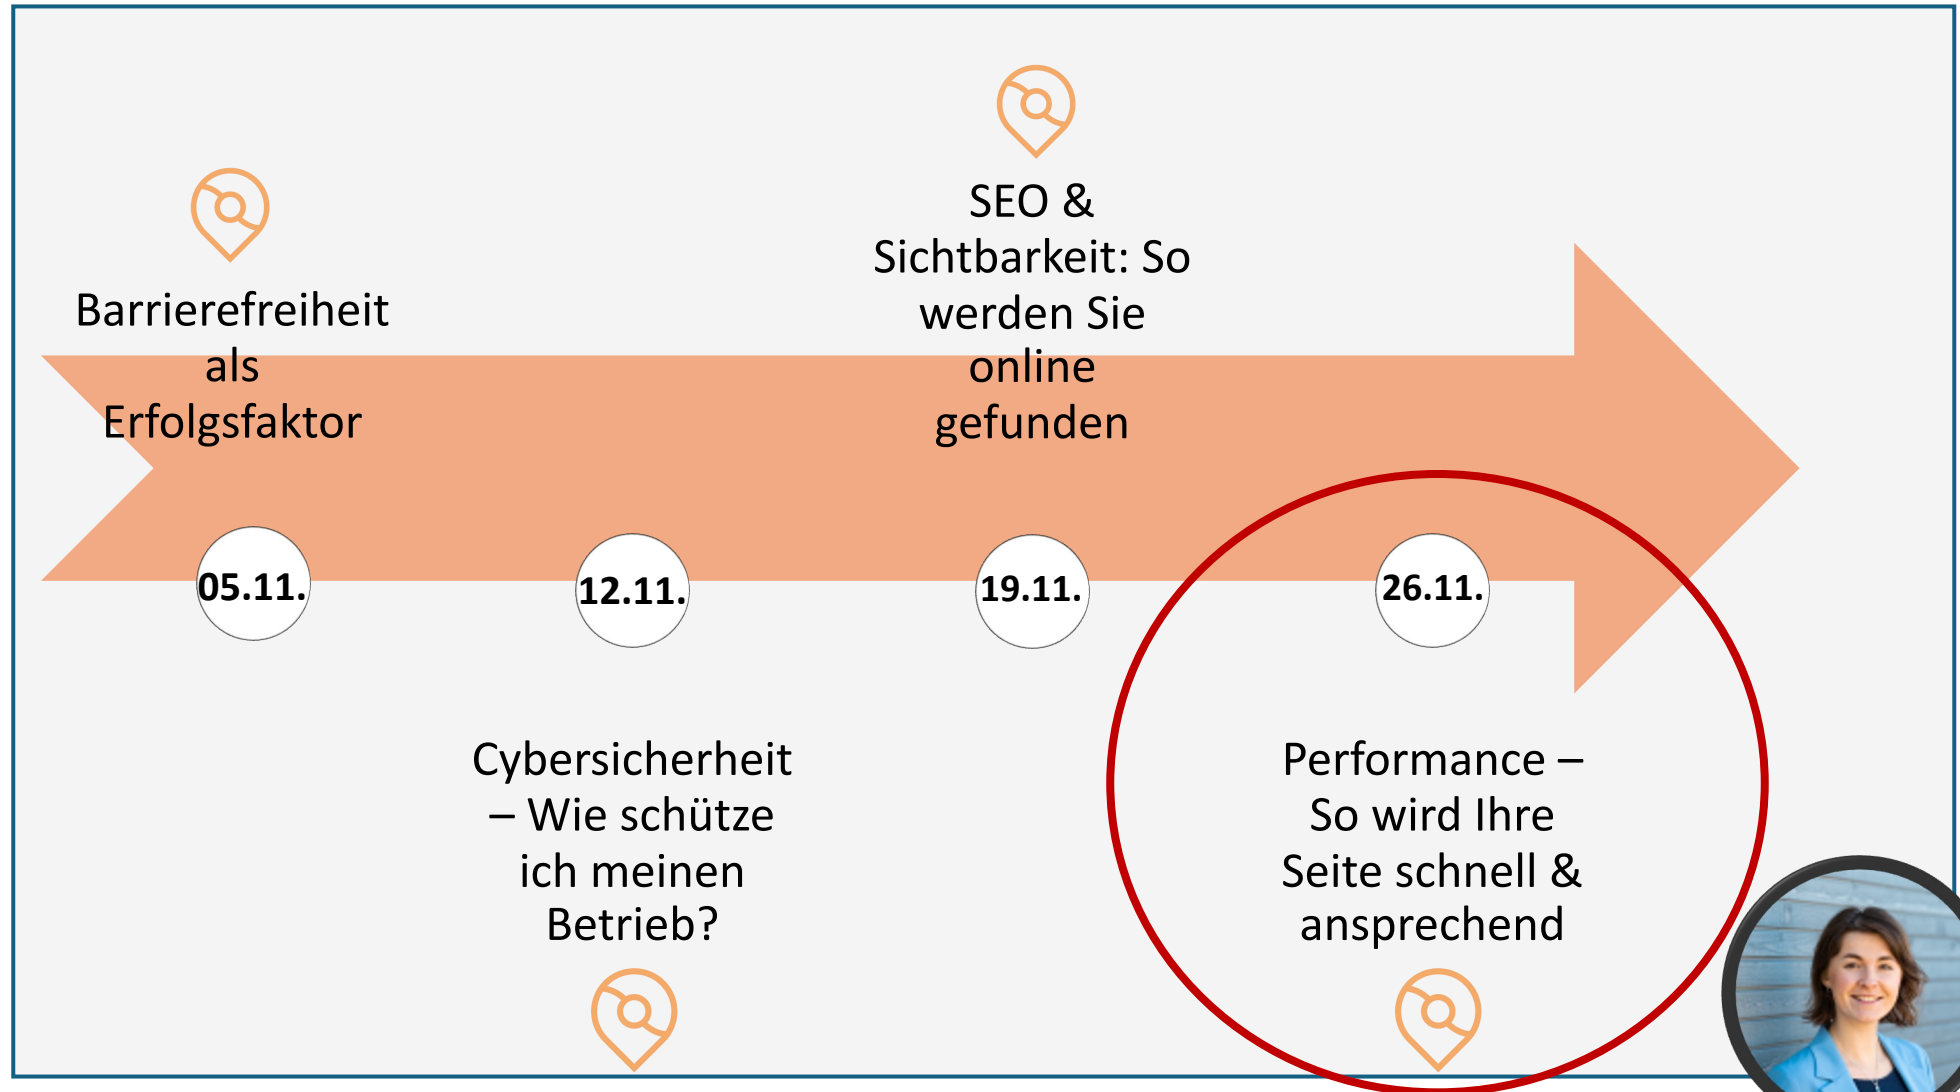 Barrierefreiheit
als
Erfolgsfaktor
SEO &
Sichtbarkeit: So
werden Sie
online
gefunden
05.11.
12.11.
19.11.
26.11.
Cybersicherheit
– Wie schütze
ich meinen
Betrieb?
Performance –
So wird Ihre
Seite schnell &
ansprechend